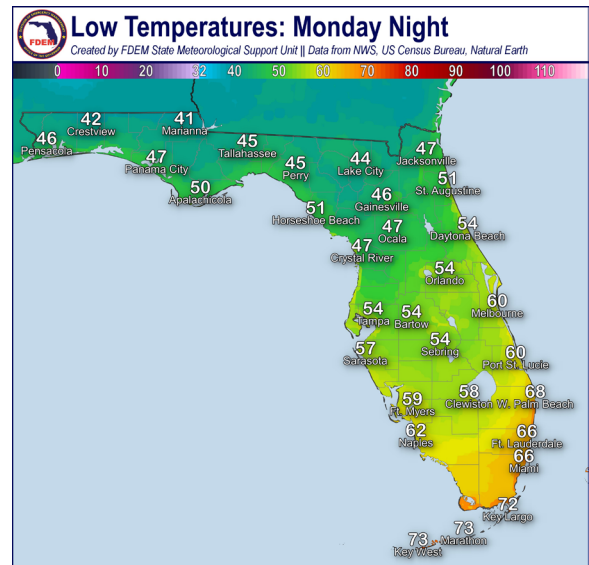 FDEM
Low Temperatures: Monday Night
Created by FDEM State Meteorological Support Unit || Data from NWS, US Census Bureau, Natural Earth
0 10 20 32 40 50 60 70 80 90 100 110
42
Crestview
41
Marianna
46
Pensacola
47
Panama City
45
Tallahassee
45
Perry
44
Lake City
47
Jacksonville
50
Apalachicola
51
St. Augustine
51
Horseshoe Beach
46
Gainesville
47
Ocala
54
Daytona Beach
47
Crystal River
54
Orlando
60
Melbourne
54
Tampa
54
Bartow
57
Sarasota
54
Sebring
60
Port St. Lucie
59
Ft. Myers
58
Clewiston
68
W. Palm Beach
62
Naples
66
Ft. Lauderdale
66
Miami
72
Key Largo
73
Marathon
73
Key West